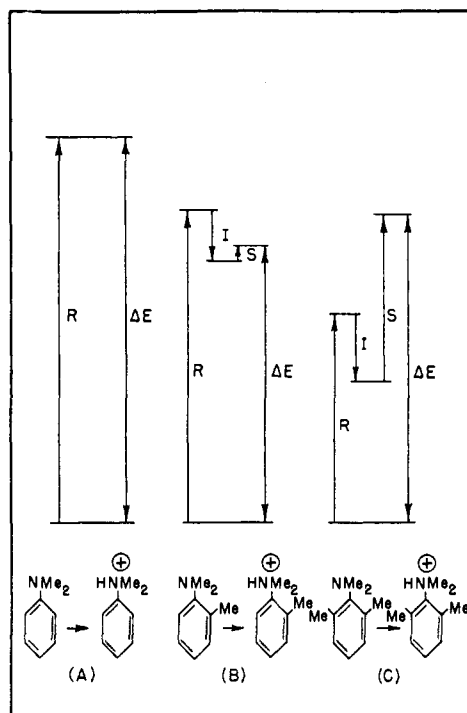 R ΔE
I
S
R ΔE
I
S
R ΔE
NMe2 ⊕ HNMe2
NMe2 Me ⊕ HNMe2 Me
NMe2 Me Me ⊕ HNMe2 Me Me
(A) (B) (C)